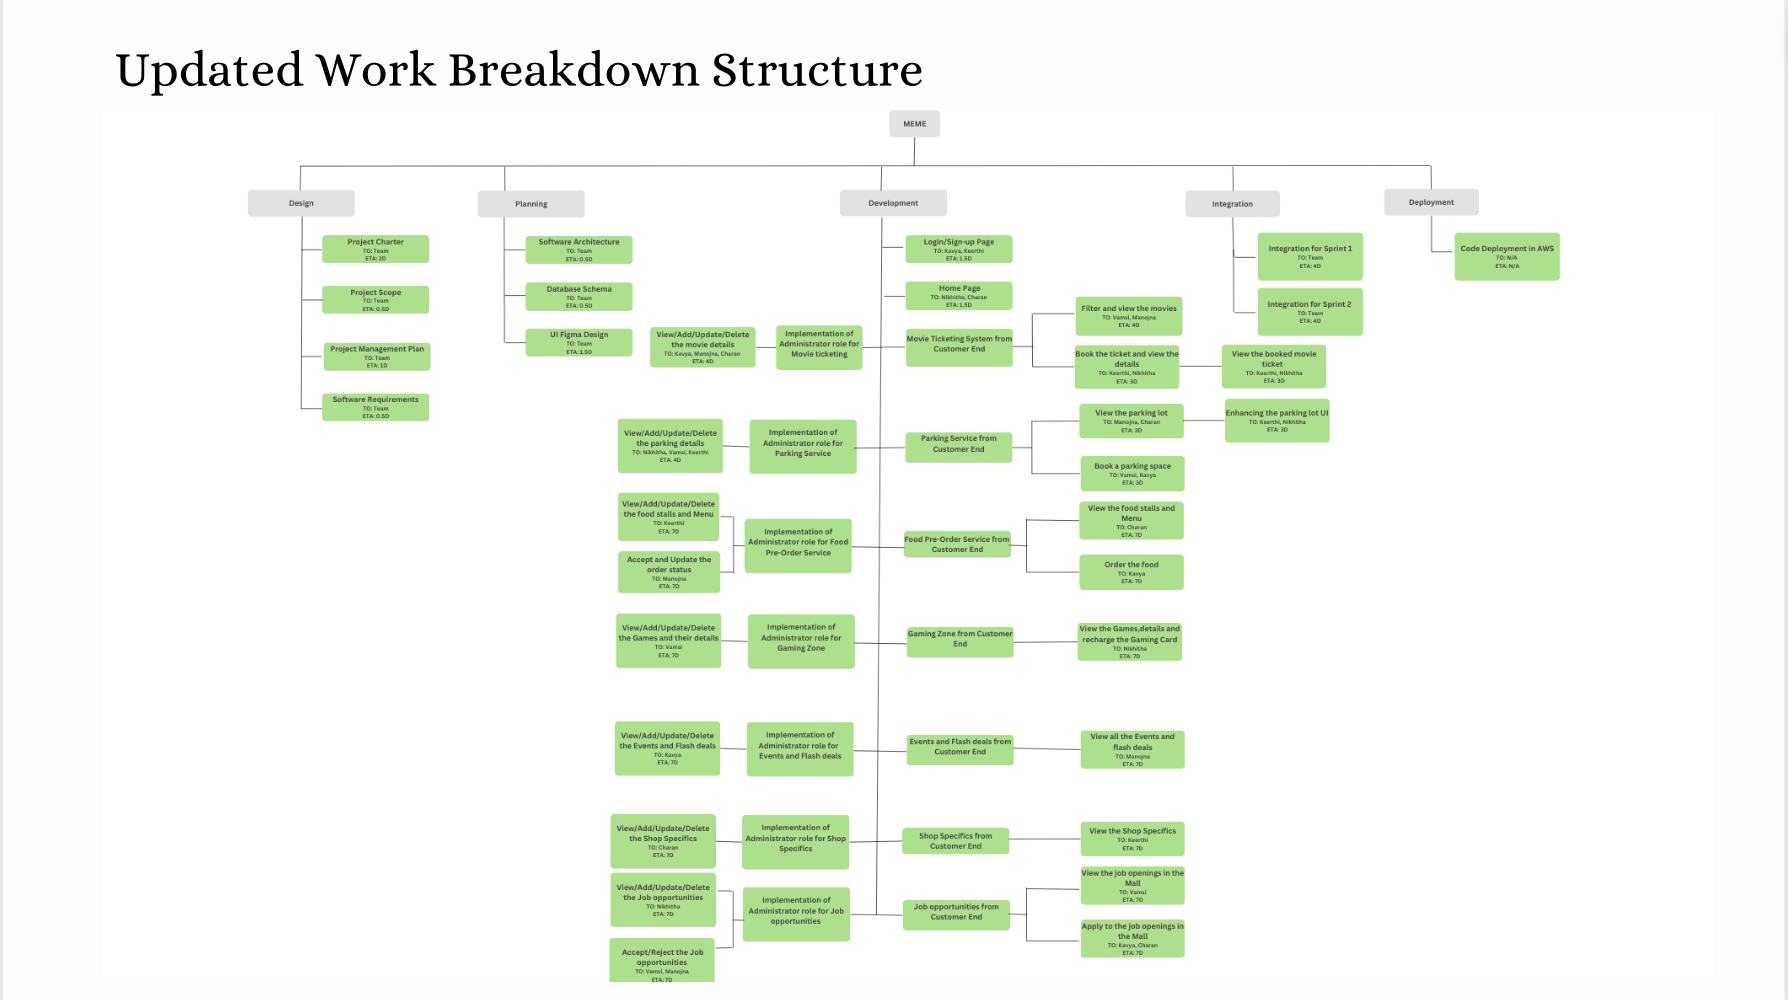 Updated Work Breakdown Structure
MEME
Design
Project Charter
TO: Team
ETA: 2D
Project Scope
TO: Team
ETA: 0.5D
Project Management Plan
TO: Team
ETA: 1D
Software Requirements
TO: Team
ETA: 0.5D
Planning
Software Architecture
TO: Team
ETA: 0.5D
Database Schema
TO: Team
ETA: 0.5D
UI Figma Design
TO: Team
ETA: 1.5D
Development
Login/Sign-up Page
TO: Kavya, Keerthi
ETA: 1.5D
Home Page
TO: Nikhitha, Charan
ETA: 1.5D
View/Add/Update/Delete
the movie details
TO: Kavya, Manojna, Charan
ETA: 4D
Implementation of
Administrator role for
Movie ticketing
Movie Ticketing System from
Customer End
Filter and view the movies
TO: Vamsi, Manojna
ETA: 4D
Book the ticket and view the
details
TO: Keerthi, Nikhitha
ETA: 3D
View the booked movie
ticket
TO: Keerthi, Nikhitha
ETA: 3D
View/Add/Update/Delete
the parking details
TO: Nikhitha, Vamsi, Keerthi
ETA: 4D
Implementation of
Administrator role for
Parking Service
Parking Service from
Customer End
View the parking lot
TO: Manojna, Charan
ETA: 3D
Enhancing the parking lot UI
TO: Keerthi, Nikhitha
ETA: 3D
Book a parking space
TO: Vamsi, Kavya
ETA: 3D
View/Add/Update/Delete
the food stalls and Menu
TO: Keerthi
ETA: 7D
Accept and Update the
order status
TO: Manojna
ETA: 7D
Implementation of
Administrator role for Food
Pre-Order Service
Food Pre-Order Service from
Customer End
View the food stalls and
Menu
TO: Charan
ETA: 7D
Order the food
TO: Kavya
ETA: 7D
View/Add/Update/Delete
the Games and their details
TO: Vamsi
ETA: 7D
Implementation of
Administrator role for
Gaming Zone
Gaming Zone from Customer
End
View the Games,details and
recharge the Gaming Card
TO: Nikhitha
ETA: 7D
View/Add/Update/Delete
the Events and Flash deals
TO: Kavya
ETA: 7D
Implementation of
Administrator role for
Events and Flash deals
Events and Flash deals from
Customer End
View all the Events and
flash deals
TO: Manojna
ETA: 7D
View/Add/Update/Delete
the Shop Specifics
TO: Charan
ETA: 7D
Implementation of
Administrator role for Shop
Specifics
Shop Specifics from
Customer End
View the Shop Specifics
TO: Keerthi
ETA: 7D
View/Add/Update/Delete
the Job opportunities
TO: Nikhitha
ETA: 7D
Accept/Reject the Job
opportunities
TO: Vamsi, Manojna
ETA: 7D
Implementation of
Administrator role for Job
opportunities
Job opportunities from
Customer End
View the job openings in the
Mall
TO: Vamsi
ETA: 7D
Apply to the job openings in
the Mall
TO: Kavya, Charan
ETA: 7D
Integration
Integration for Sprint 1
TO: Team
ETA: 4D
Integration for Sprint 2
TO: Team
ETA: 4D
Deployment
Code Deployment in AWS
TO: N/A
ETA: N/A